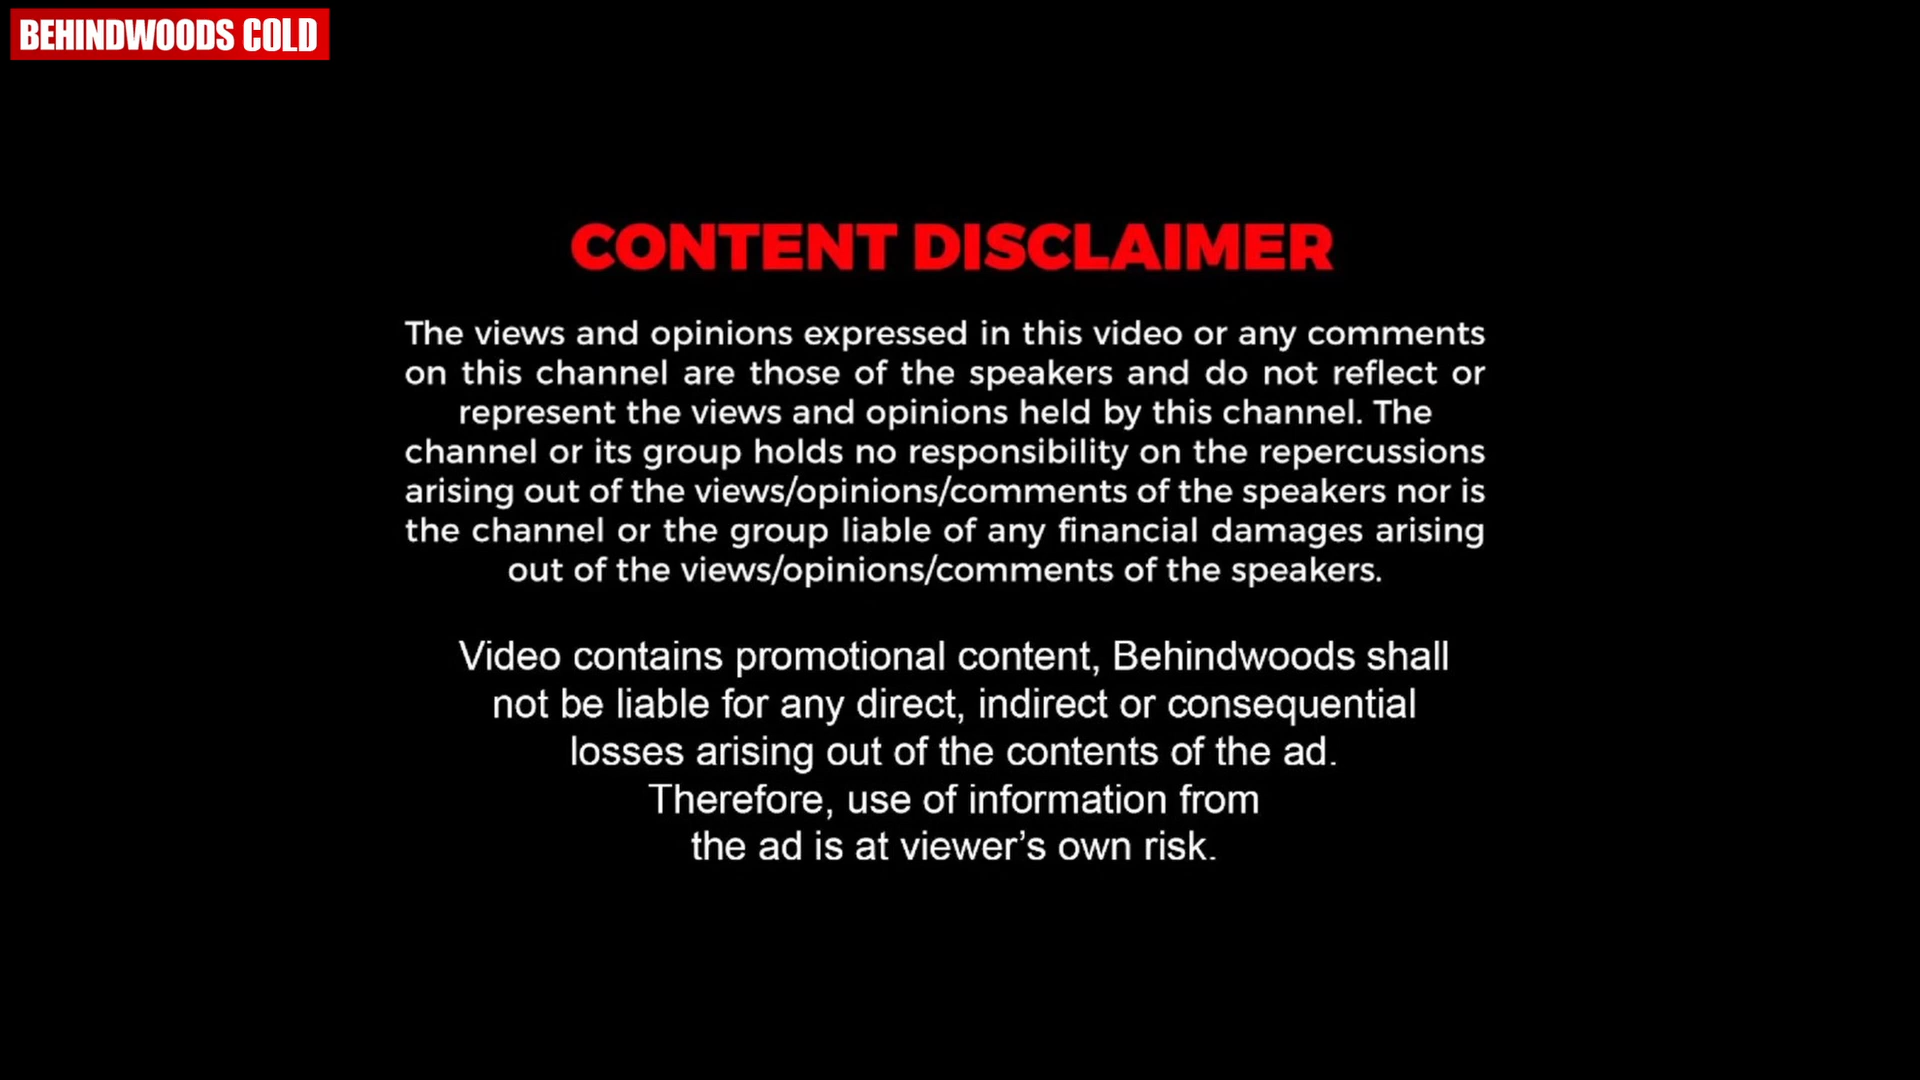 BEHINDWOODS COLD
CONTENT DISCLAIMER
The views and opinions expressed in this video or any comments
on this channel are those of the speakers and do not reflect or
represent the views and opinions held by this channel. The
channel or its group holds no responsibility on the repercussions
arising out of the views/opinions/comments of the speakers nor is
the channel or the group liable of any financial damages arising
out of the views/opinions/comments of the speakers.
Video contains promotional content, Behindwoods shall
not be liable for any direct, indirect or consequential
losses arising out of the contents of the ad.
Therefore, use of information from
the ad is at viewer’s own risk.